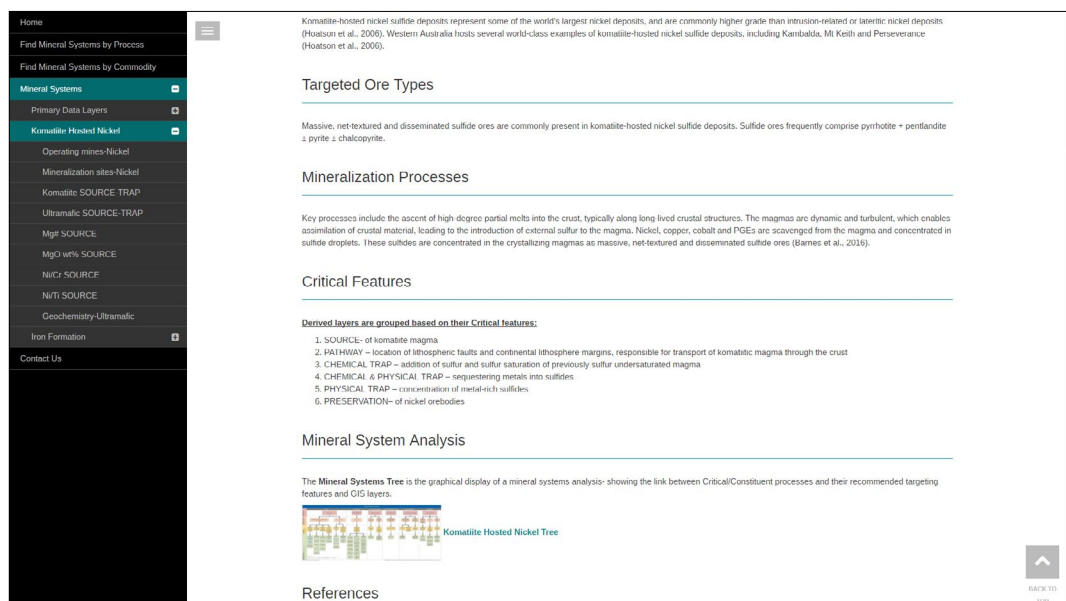 Home
Find Mineral Systems by Process
Find Mineral Systems by Commodity
Mineral Systems
Primary Data Layers
Komatiite Hosted Nickel
Operating mines-Nickel
Mineralization sites-Nickel
Komatiite SOURCE-TRAP
Ultramafic SOURCE-TRAP
Mg# SOURCE
MgO wt% SOURCE
Ni/Cr SOURCE
Ni/Ti SOURCE
Geochemistry-Ultramafic
Iron Formation
Contact Us
Komatiite-hosted nickel sulfide deposits represent some of the world's largest nickel deposits, and are commonly higher grade than intrusion-related or lateritic nickel deposits
(Hoatson et al., 2006). Western Australia hosts several world-class examples of komatiite-hosted nickel sulfide deposits, including Kambalda, Mt Keith and Perseverance
(Hoatson et al., 2006).
Targeted Ore Types
Massive, net-textured and disseminated sulfide ores are commonly present in komatiite-hosted nickel sulfide deposits. Sulfide ores frequently comprise pyrrhotite + pentlandite
± pyrite ± chalcopyrite.
Mineralization Processes
Key processes include the ascent of high-degree partial melts into the crust, typically along long-lived crustal structures. The magmas are dynamic and turbulent, which enables
assimilation of crustal material, leading to the introduction of external sulfur to the magma. Nickel, copper, cobalt and PGEs are scavenged from the magma and concentrated in
sulfide droplets. These sulfides are concentrated in the crystallizing magmas as massive, net-textured and disseminated sulfide ores (Barnes et al., 2016).
Critical Features
Derived layers are grouped based on their Critical features:
1. SOURCE- of komatiite magma
2. PATHWAY – location of lithospheric faults and continental lithosphere margins, responsible for transport of komatiitic magma through the crust
3. CHEMICAL TRAP – addition of sulfur and sulfur saturation of previously sulfur undersaturated magma
4. CHEMICAL & PHYSICAL TRAP – sequestering metals into sulfides
5. PHYSICAL TRAP – concentration of metal-rich sulfides
6. PRESERVATION– of nickel orebodies
Mineral System Analysis
The Mineral Systems Tree is the graphical display of a mineral systems analysis- showing the link between Critical/Constituent processes and their recommended targeting
features and GIS layers.
Komatiite Hosted Nickel Tree
References
BACK TO